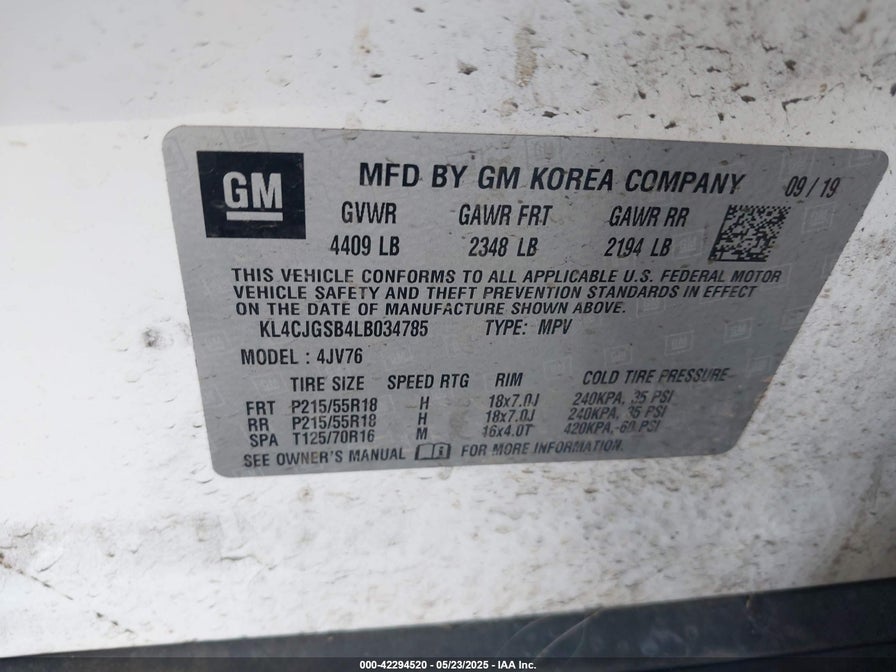 GM
MFD BY GM KOREA COMPANY 09/19
GVWR GAWR FRT GAWR RR
4409 LB 2348 LB 2194 LB
THIS VEHICLE CONFORMS TO ALL APPLICABLE U.S. FEDERAL MOTOR
VEHICLE SAFETY AND THEFT PREVENTION STANDARDS IN EFFECT
ON THE DATE OF MANUFACTURE SHOWN ABOVE.
KL4CJGSB4LB034785 TYPE: MPV
MODEL : 4JV76
TIRE SIZE SPEED RTG RIM COLD TIRE PRESSURE
FRT P215/55R18 H 18x7.0J 240KPA, 35 PSI
RR P215/55R18 H 18x7.0J 240KPA, 35 PSI
SPA T125/70R16 M 16x4.0T 420KPA, 60 PSI
SEE OWNER'S MANUAL FOR MORE INFORMATION.
000-42294520 - 05/23/2025 - IAA Inc.